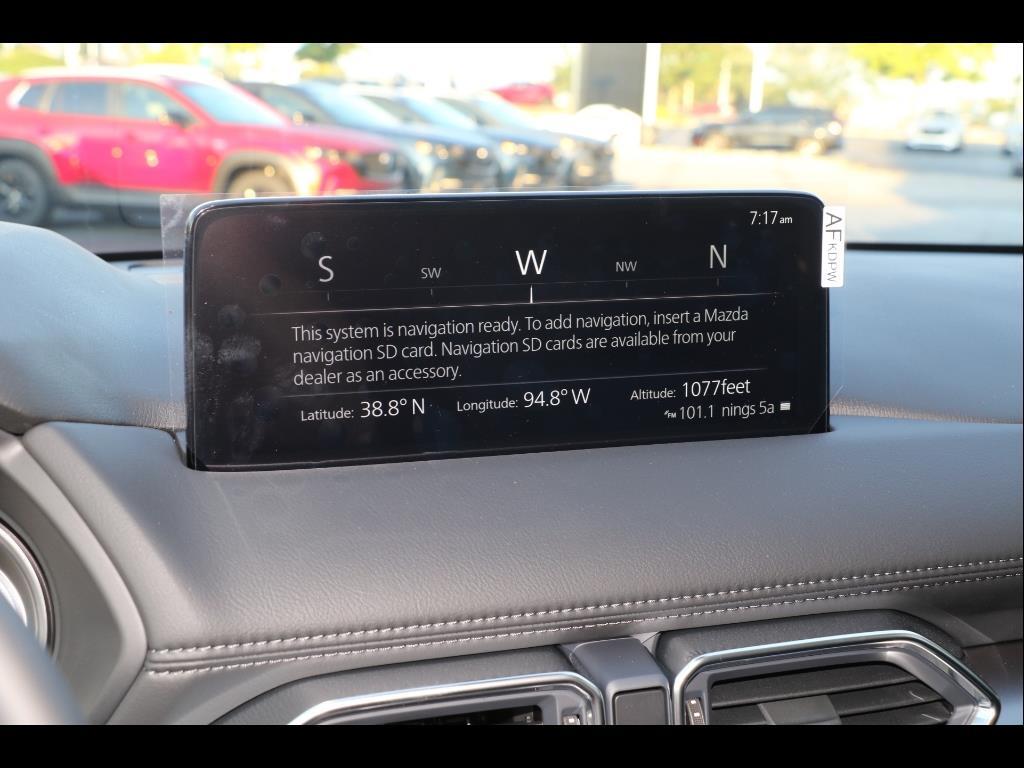 7:17 am
S SW W NW N
This system is navigation ready. To add navigation, insert a Mazda
navigation SD card. Navigation SD cards are available from your
dealer as an accessory.
Latitude: 38.8° N Longitude: 94.8° W Altitude: 1077feet
FM 101.1 nings 5a
AF KDPW